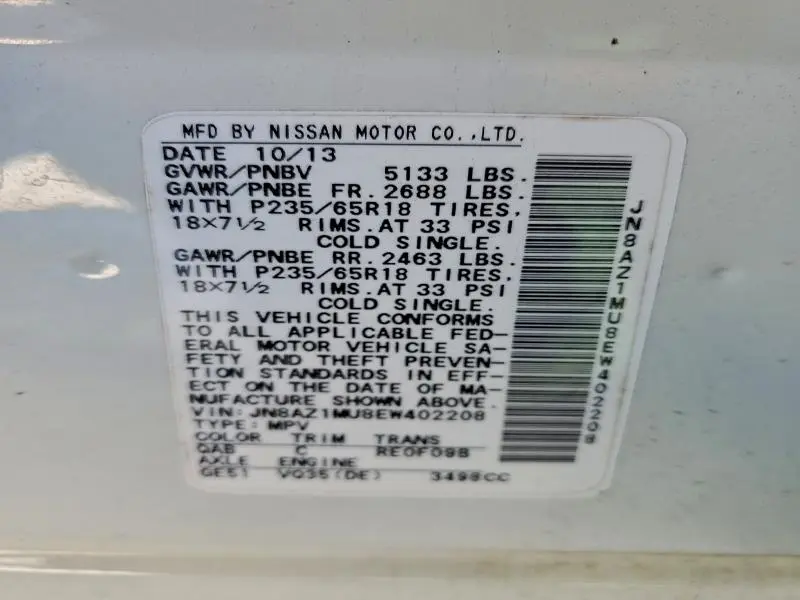 MFD BY NISSAN MOTOR CO.,LTD.
DATE 10/13
GVWR/PNBV 5133 LBS.
GAWR/PNBE FR. 2688 LBS.
WITH P235/65R18 TIRES,
18×7½ RIMS.AT 33 PSI
COLD SINGLE.
GAWR/PNBE RR. 2463 LBS.
WITH P235/65R18 TIRES,
18×7½ RIMS.AT 33 PSI
COLD SINGLE.
THIS VEHICLE CONFORMS
TO ALL APPLICABLE FED-
ERAL MOTOR VEHICLE SA-
FETY AND THEFT PREVEN-
TION STANDARDS IN EFF-
ECT ON THE DATE OF MA-
NUFACTURE SHOWN ABOVE.
VIN: JN8AZ1MU8EW402208
TYPE: MPV
COLOR TRIM TRANS
QAB C RE0F09B
AXLE ENGINE
GE51 VQ35(DE) 3498CC
JN8AZ1MU8EW402208